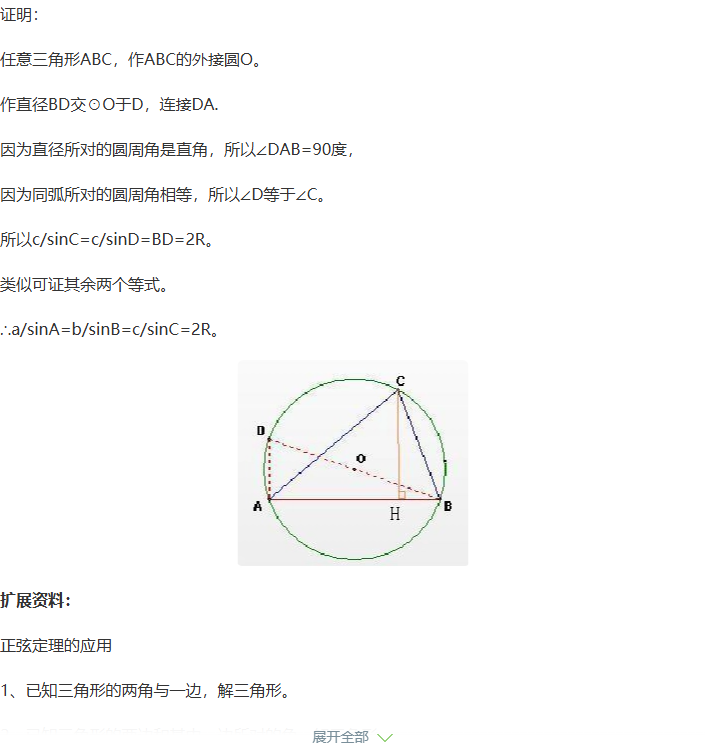 证明：
任意三角形ABC，作ABC的外接圆O。
作直径BD交⊙O于D，连接DA.
因为直径所对的圆周角是直角，所以∠DAB=90度，
因为同弧所对的圆周角相等，所以∠D等于∠C。
所以c/sinC=c/sinD=BD=2R。
类似可证其余两个等式。
∴a/sinA=b/sinB=c/sinC=2R。
C
D
O
A
H
B
扩展资料：
正弦定理的应用
1、已知三角形的两角与一边，解三角形。
展开全部